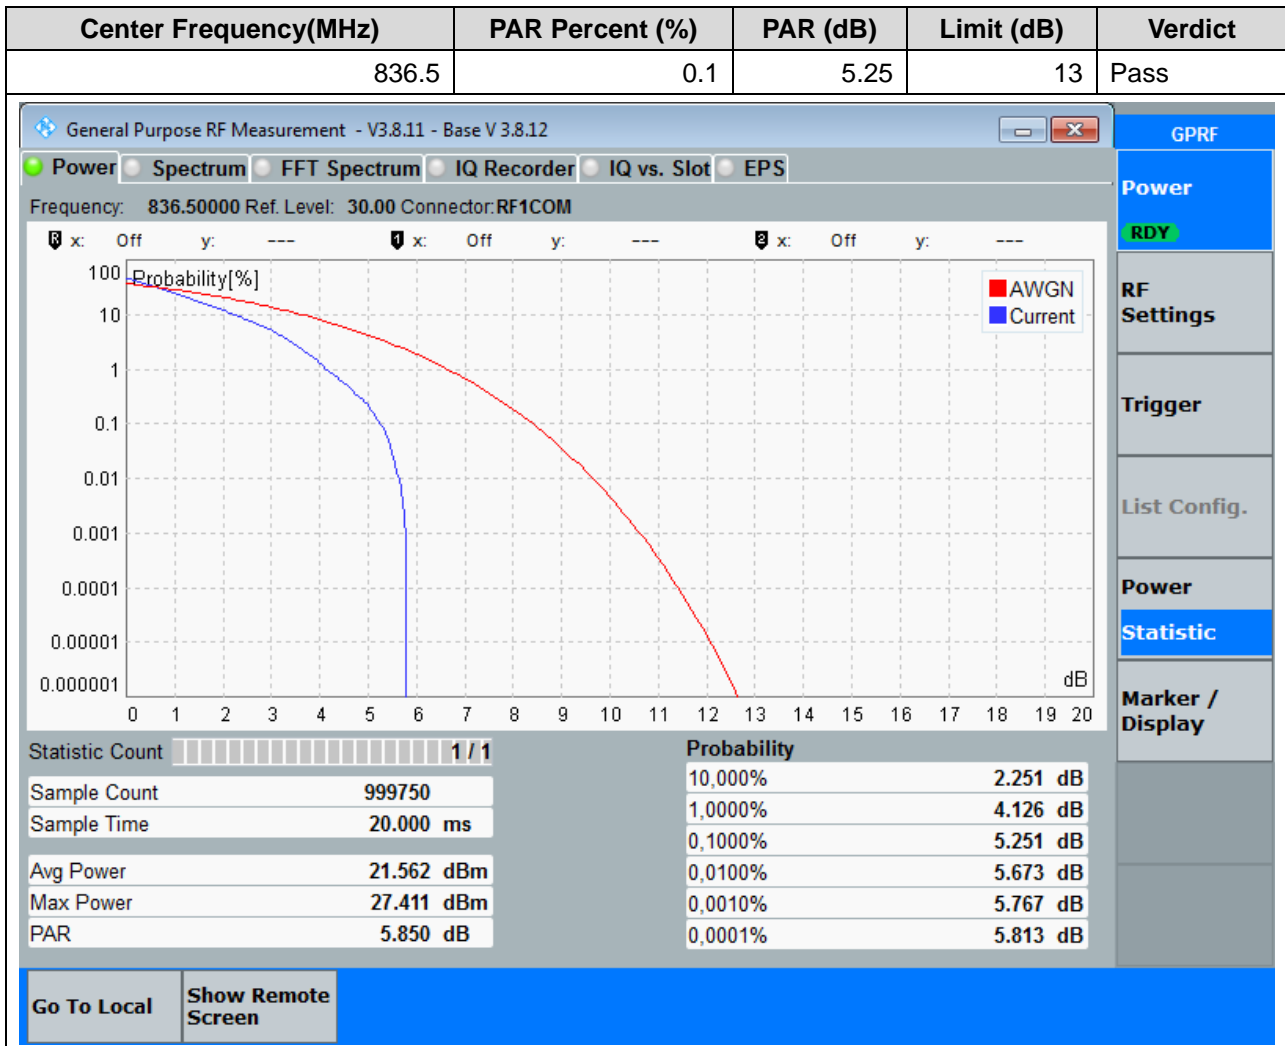 Center Frequency(MHz) PAR Percent (%) PAR (dB) Limit (dB) Verdict
836.5 0.1 5.25 13 Pass
General Purpose RF Measurement - V3.8.11 - Base V 3.8.12
GPRF
Power Spectrum FFT Spectrum IQ Recorder IQ vs. Slot EPS
Frequency: 836.50000 Ref. Level: 30.00 Connector: RF1COM
R x: Off y: --- 1 x: Off y: --- 2 x: Off y: ---
Probability[%]
AWGN
Current
100
10
1
0.1
0.01
0.001
0.0001
0.00001
0.000001
dB
0 1 2 3 4 5 6 7 8 9 10 11 12 13 14 15 16 17 18 19 20
Statistic Count 1 / 1
Sample Count 999750
Sample Time 20.000 ms
Avg Power 21.562 dBm
Max Power 27.411 dBm
PAR 5.850 dB
Probability
10,000% 2.251 dB
1,0000% 4.126 dB
0,1000% 5.251 dB
0,0100% 5.673 dB
0,0010% 5.767 dB
0,0001% 5.813 dB
Power
RDY
RF
Settings
Trigger
List Config.
Power
Statistic
Marker /
Display
Go To Local
Show Remote
Screen